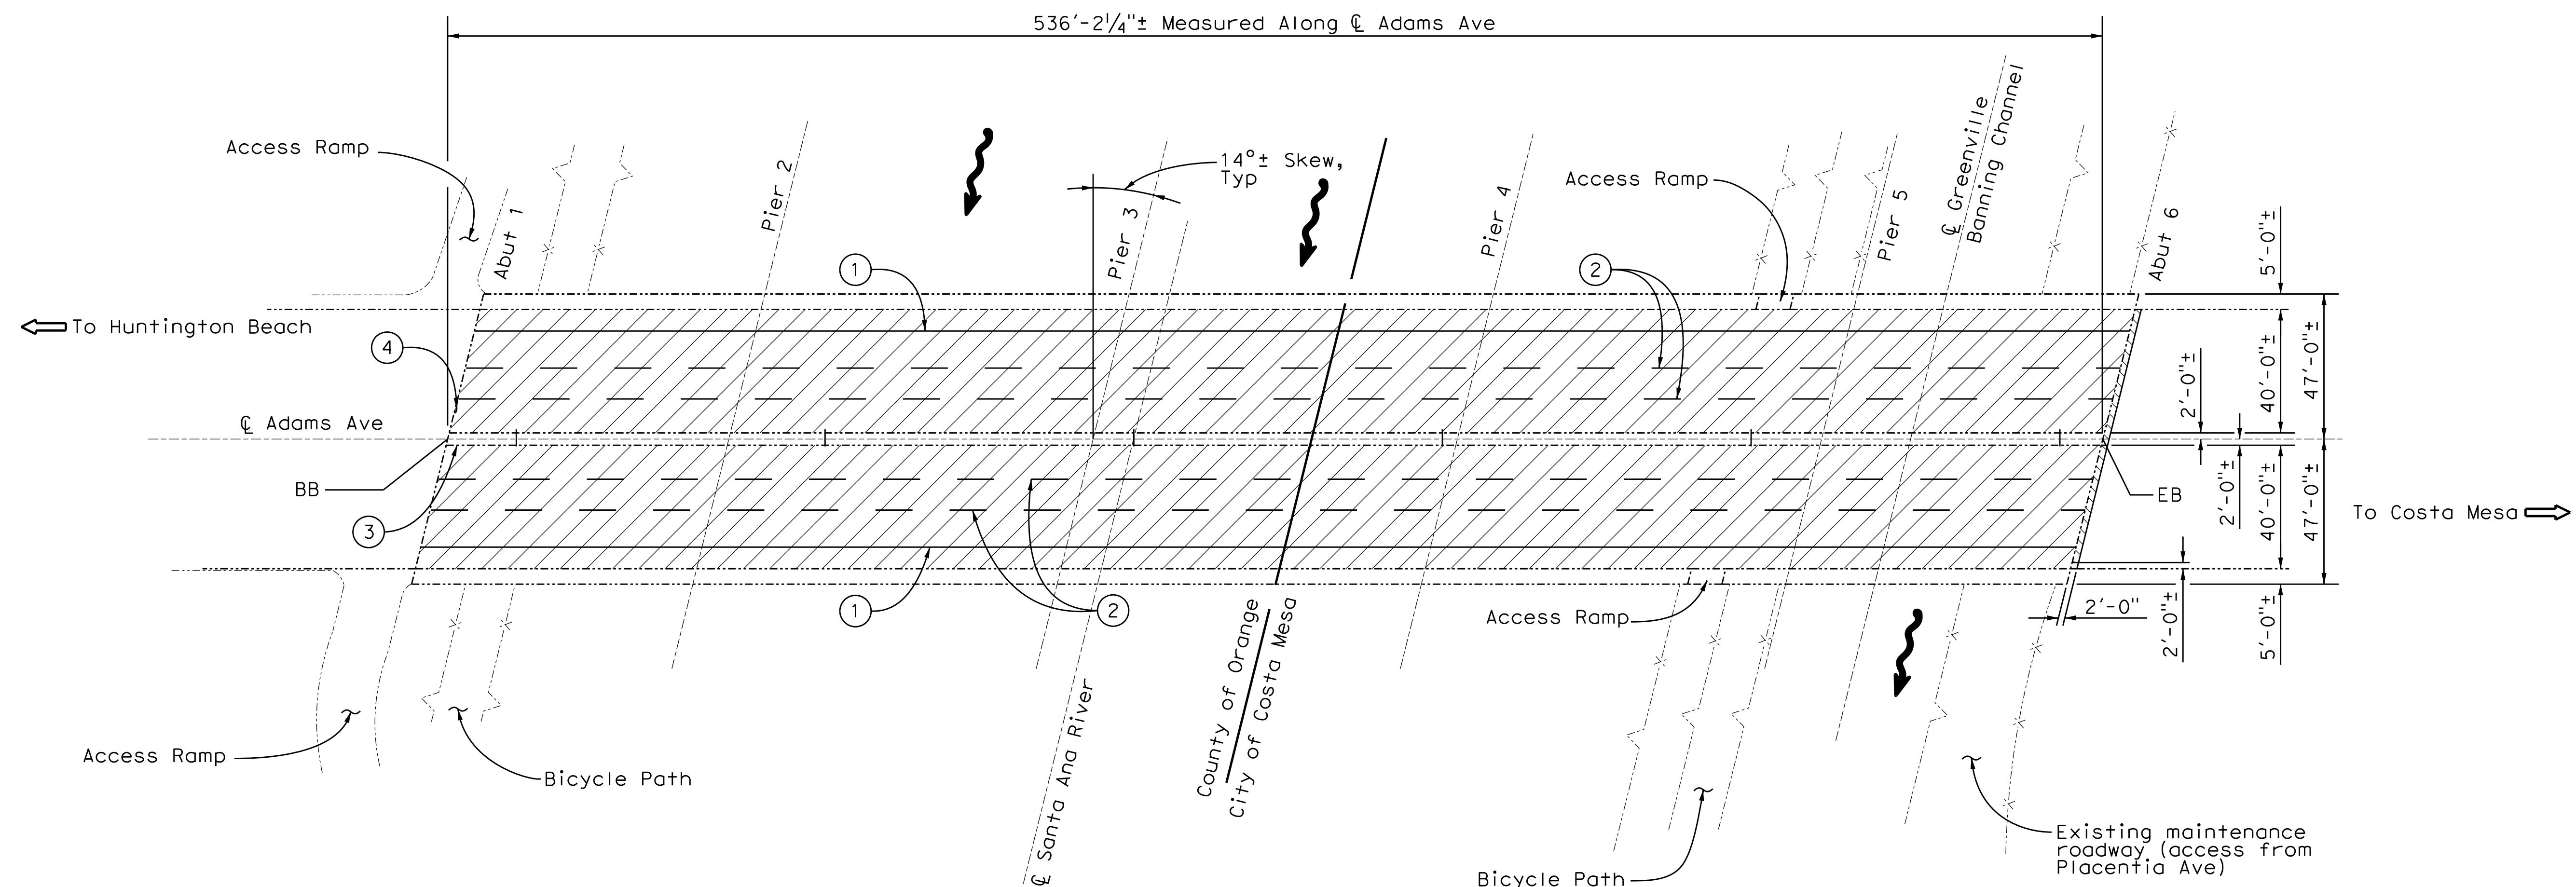 536'-2 1/4"± Measured Along ℄ Adams Ave
Access Ramp
Abut 1
Pier 2
14°± Skew,
Typ
Pier 3
Pier 4
Access Ramp
Pier 5
℄ Greenville
Banning Channel
Abut 6
5'-0"±
1
2
To Huntington Beach
4
2'-0"±
40'-0"±
47'-0"±
℄ Adams Ave
BB
EB
3
2'-0"±
40'-0"±
47'-0"±
To Costa Mesa
1
2
Access Ramp
2'-0"
2'-0"±
5'-0"±
County of Orange
City of Costa Mesa
℄ Santa Ana River
Access Ramp
Bicycle Path
Existing maintenance
roadway (access from
Placentia Ave)
Bicycle Path